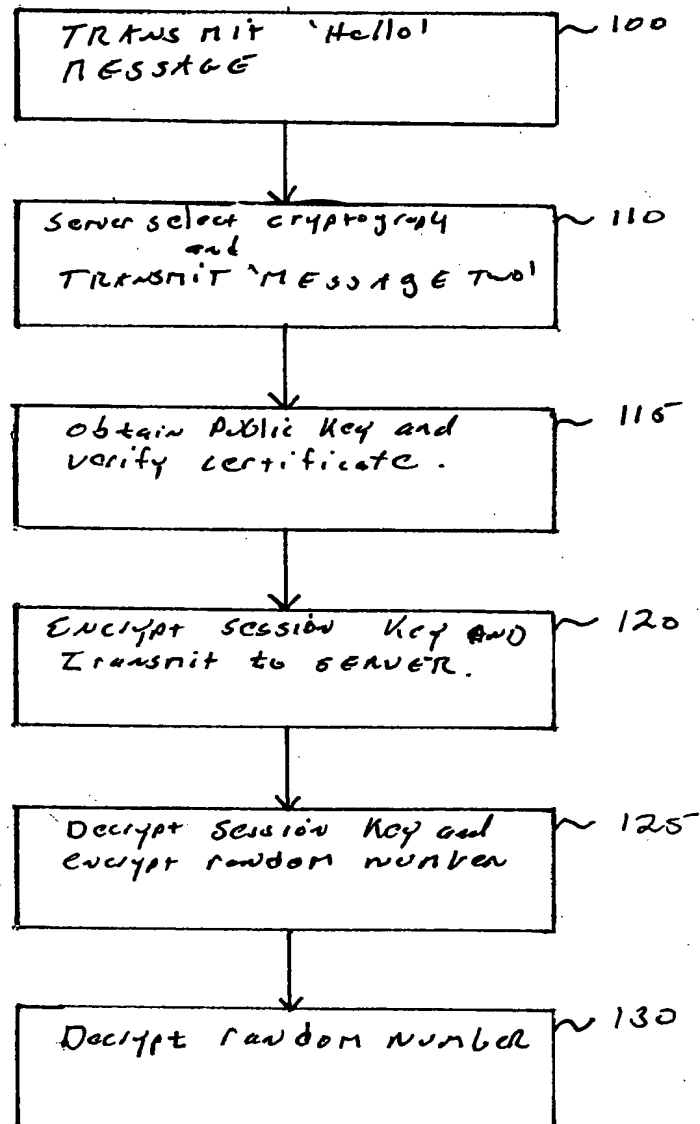 TRANSMIT 'Hello'
MESSAGE
100
Server select cryptography
and
TRANSMIT 'MESSAGE TWO'
110
obtain Public Key and
verify certificate.
115
Encrypt session Key AND
Transmit to SERVER.
120
Decrypt Session Key and
encrypt random number
125
Decrypt random number
130